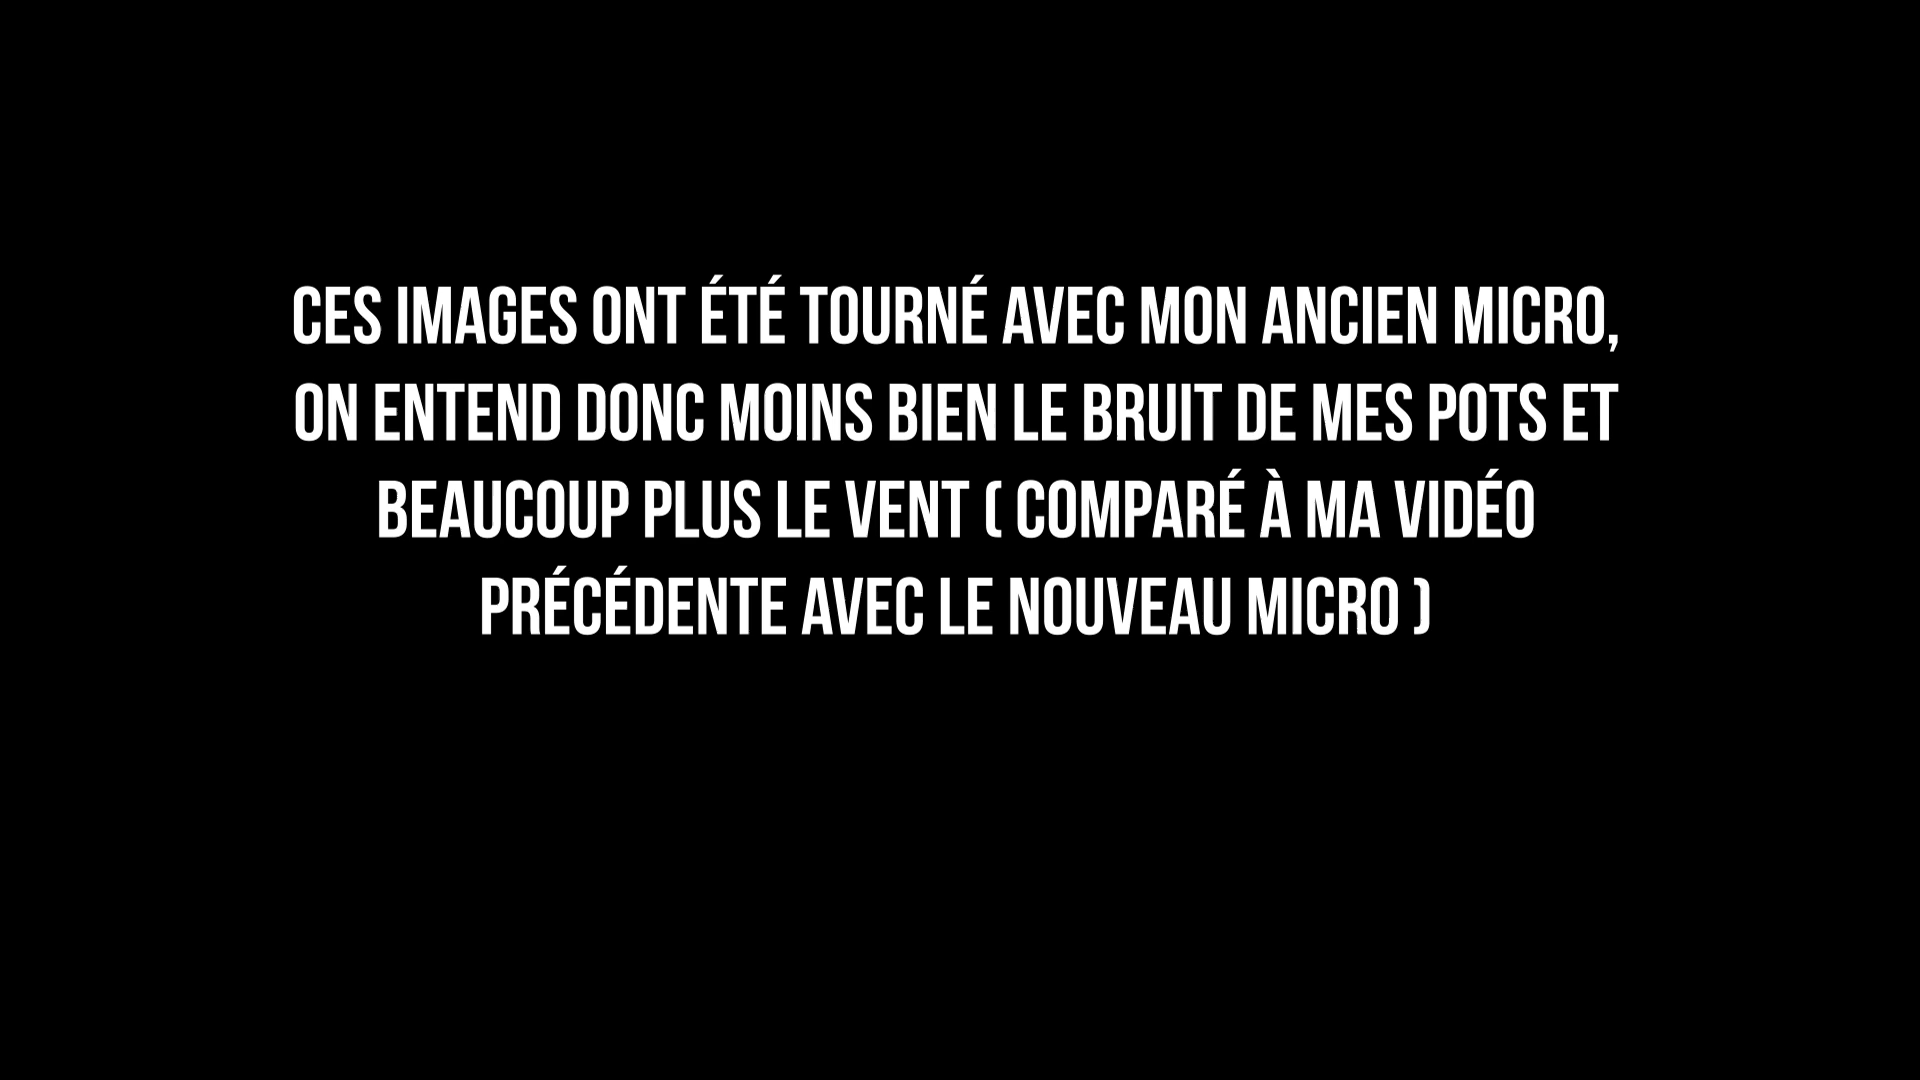 CES IMAGES ONT ÉTÉ TOURNÉ AVEC MON ANCIEN MICRO,
ON ENTEND DONC MOINS BIEN LE BRUIT DE MES POTS ET
BEAUCOUP PLUS LE VENT ( COMPARÉ À MA VIDÉO
PRÉCÉDENTE AVEC LE NOUVEAU MICRO )